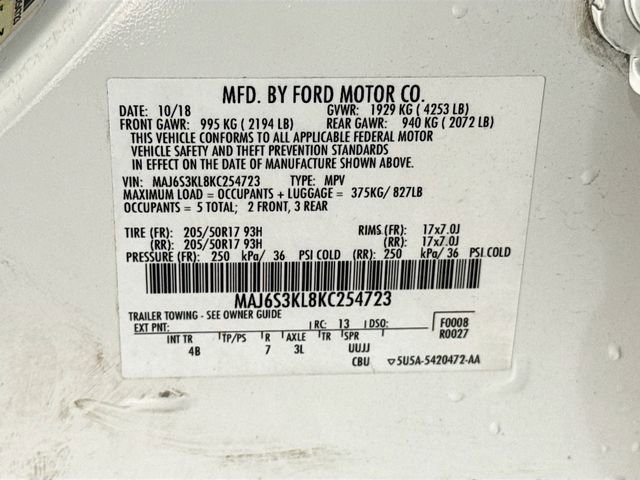 MFD. BY FORD MOTOR CO.
DATE: 10/18 GVWR: 1929 KG ( 4253 LB)
FRONT GAWR: 995 KG ( 2194 LB) REAR GAWR: 940 KG ( 2072 LB)
THIS VEHICLE CONFORMS TO ALL APPLICABLE FEDERAL MOTOR
VEHICLE SAFETY AND THEFT PREVENTION STANDARDS
IN EFFECT ON THE DATE OF MANUFACTURE SHOWN ABOVE.
VIN: MAJ6S3KL8KC254723 TYPE: MPV
MAXIMUM LOAD = OCCUPANTS + LUGGAGE = 375KG/ 827LB
OCCUPANTS = 5 TOTAL; 2 FRONT, 3 REAR
TIRE (FR): 205/50R17 93H RIMS (FR): 17x7.0J
(RR): 205/50R17 93H (RR): 17x7.0J
PRESSURE (FR): 250 kPa/ 36 PSI COLD (RR): 250 kPa/ 36 PSI COLD
MAJ6S3KL8KC254723
TRAILER TOWING - SEE OWNER GUIDE
EXT PNT: RC: 13 DSO: F0008
R0027
INT TR TP/PS R AXLE TR SPR
4B 7 3L UUJJ
CBU ▽5U5A-5420472-AA